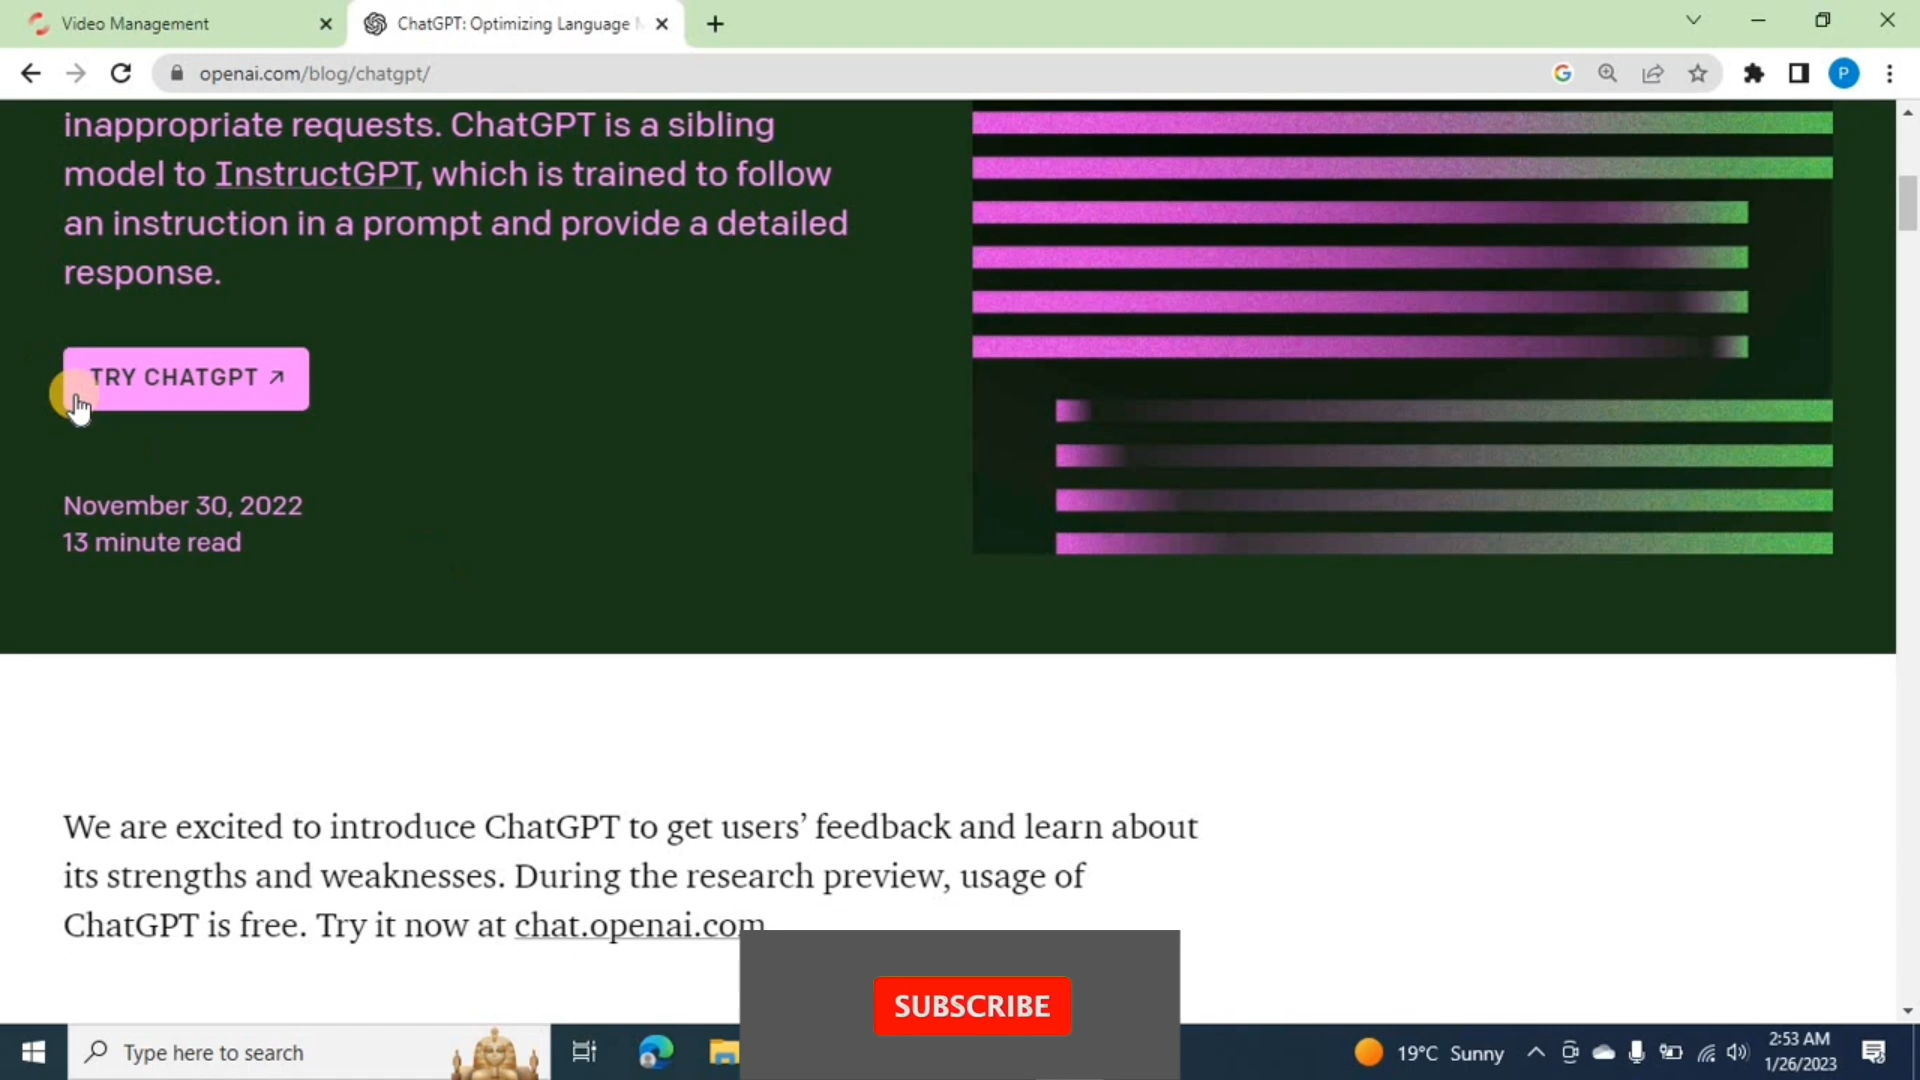 Video Management
ChatGPT: Optimizing Language
openai.com/blog/chatgpt/
P
inappropriate requests. ChatGPT is a sibling
model to InstructGPT, which is trained to follow
an instruction in a prompt and provide a detailed
response.
TRY CHATGPT ↗
November 30, 2022
13 minute read
We are excited to introduce ChatGPT to get users’ feedback and learn about
its strengths and weaknesses. During the research preview, usage of
ChatGPT is free. Try it now at chat.openai.com
SUBSCRIBE
Type here to search
19°C Sunny
2:53 AM
1/26/2023